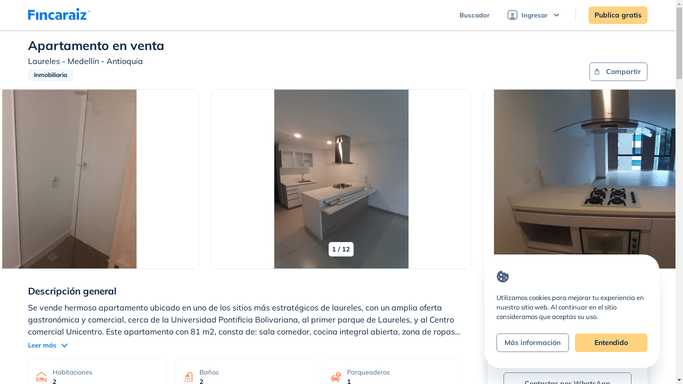 Fincaraiz
Buscador
Ingresar
Publica gratis
Apartamento en venta
Laureles - Medellín - Antioquia
Inmobiliaria
Compartir
1 / 12
Descripción general
Se vende hermoso apartamento ubicado en uno de los sitios más estratégicos de laureles, con un amplia oferta
gastronómica y comercial, cerca de la Universidad Pontificia Bolivariana, al primer parque de Laureles, y al Centro
comercial Unicentro. Este apartamento con 81 m2, consta de: sala comedor, cocina integral abierta, zona de ropas...
Leer más
Habitaciones
2
Baños
2
Parqueaderos
1
Utilizamos cookies para mejorar tu experiencia en
nuestro sitio web. Al continuar en el sitio
consideramos que aceptas su uso.
Más información
Entendido
Contactar por WhatsApp